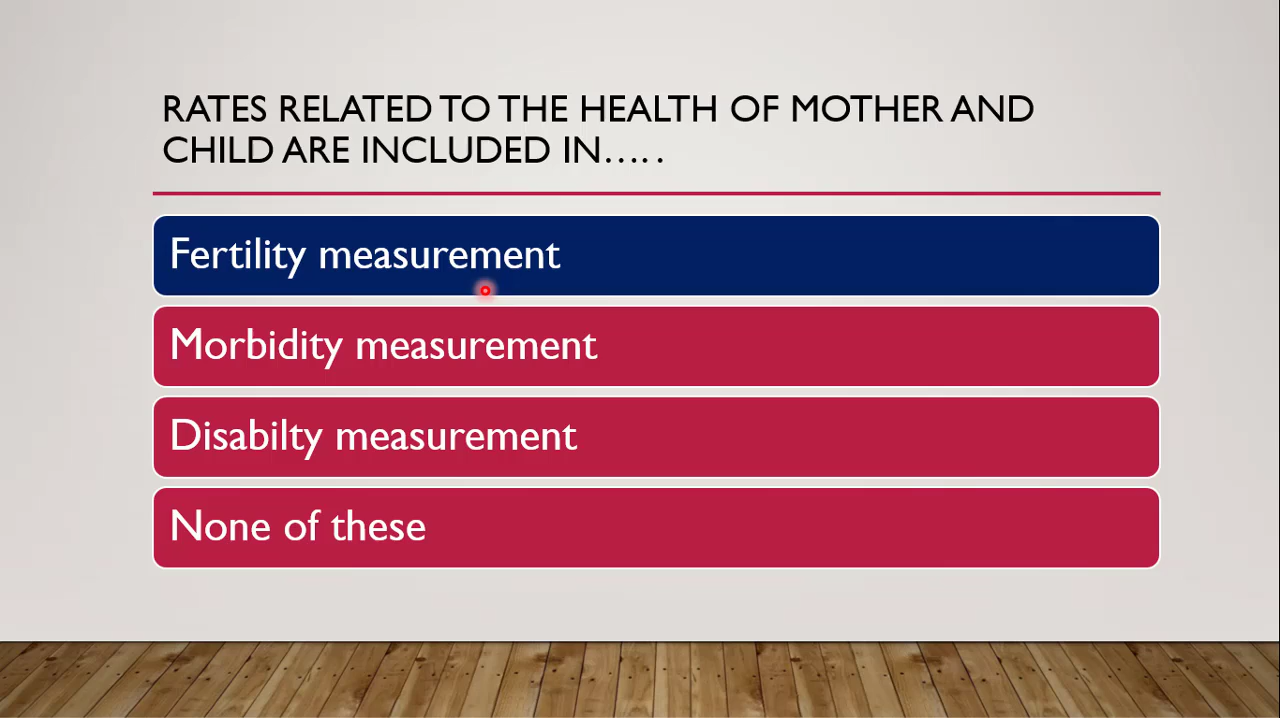 RATES RELATED TO THE HEALTH OF MOTHER AND
CHILD ARE INCLUDED IN.....
Fertility measurement
Morbidity measurement
Disabilty measurement
None of these